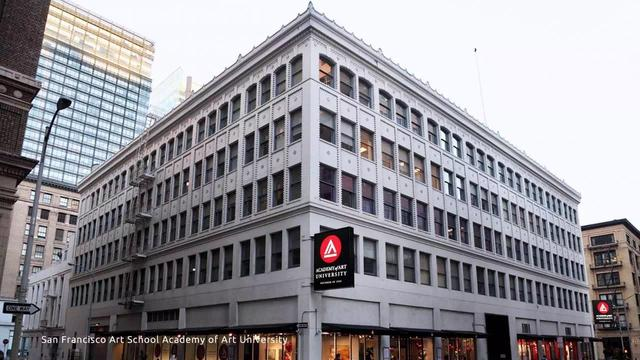 ACADEMY of ART
UNIVERSITY
ONE WAY
San Francisco Art School Academy of Art University